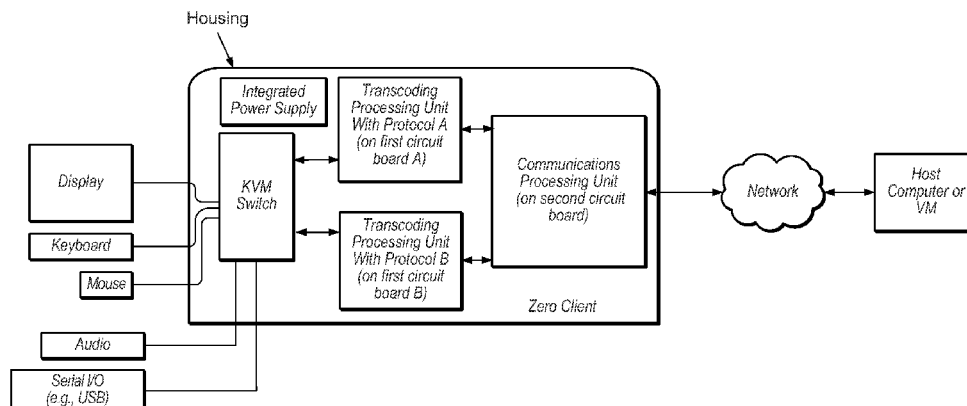 Housing
Integrated
Power Supply
Transcoding
Processing Unit
With Protocol A
(on first circuit
board A)
Display
KVM
Switch
Communications
Processing Unit
(on second circuit
board)
Network
Host
Computer or
VM
Keyboard
Transcoding
Processing Unit
With Protocol B
(on first circuit
board B)
Mouse
Zero Client
Audio
Serial I/O
(e.g., USB)